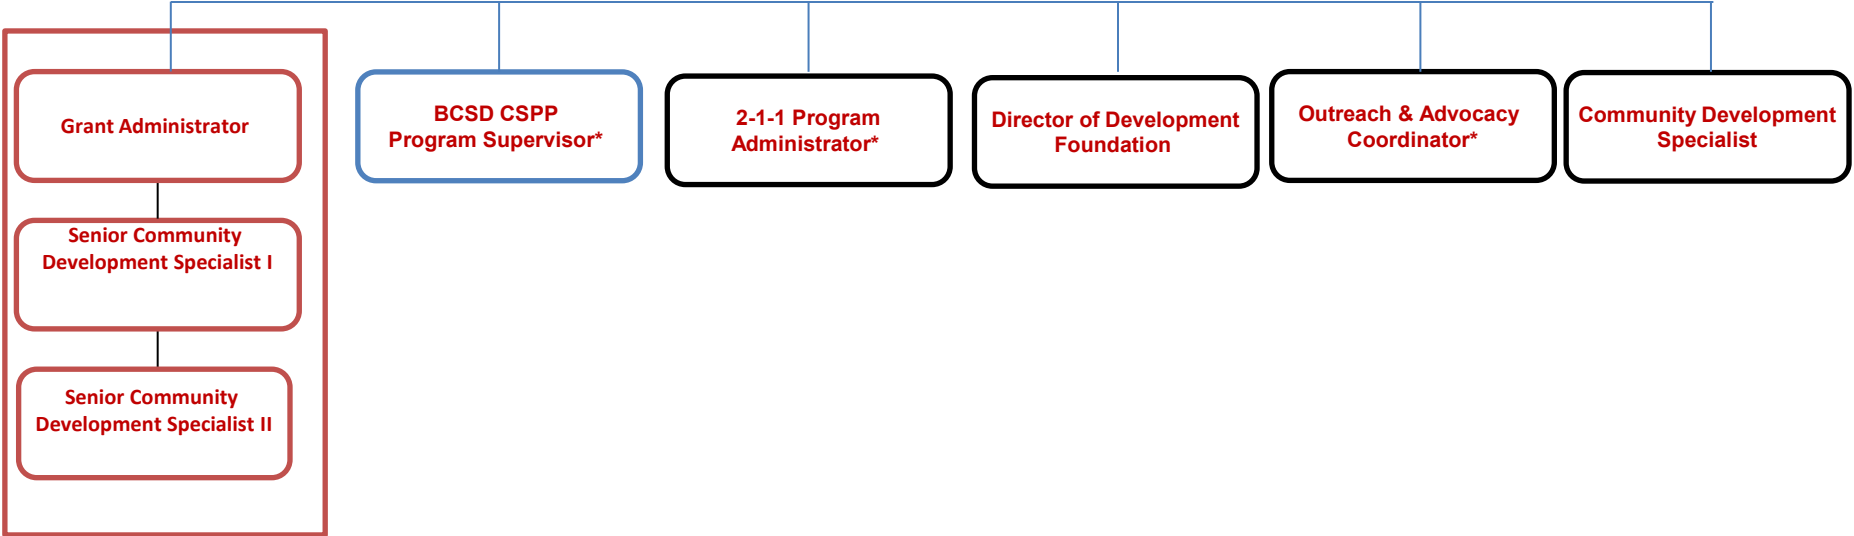 Grant Administrator
BCSD CSPP
Program Supervisor*
2-1-1 Program
Administrator*
Director of Development
Foundation
Outreach & Advocacy
Coordinator*
Community Development
Specialist
Senior Community
Development Specialist I
Senior Community
Development Specialist II